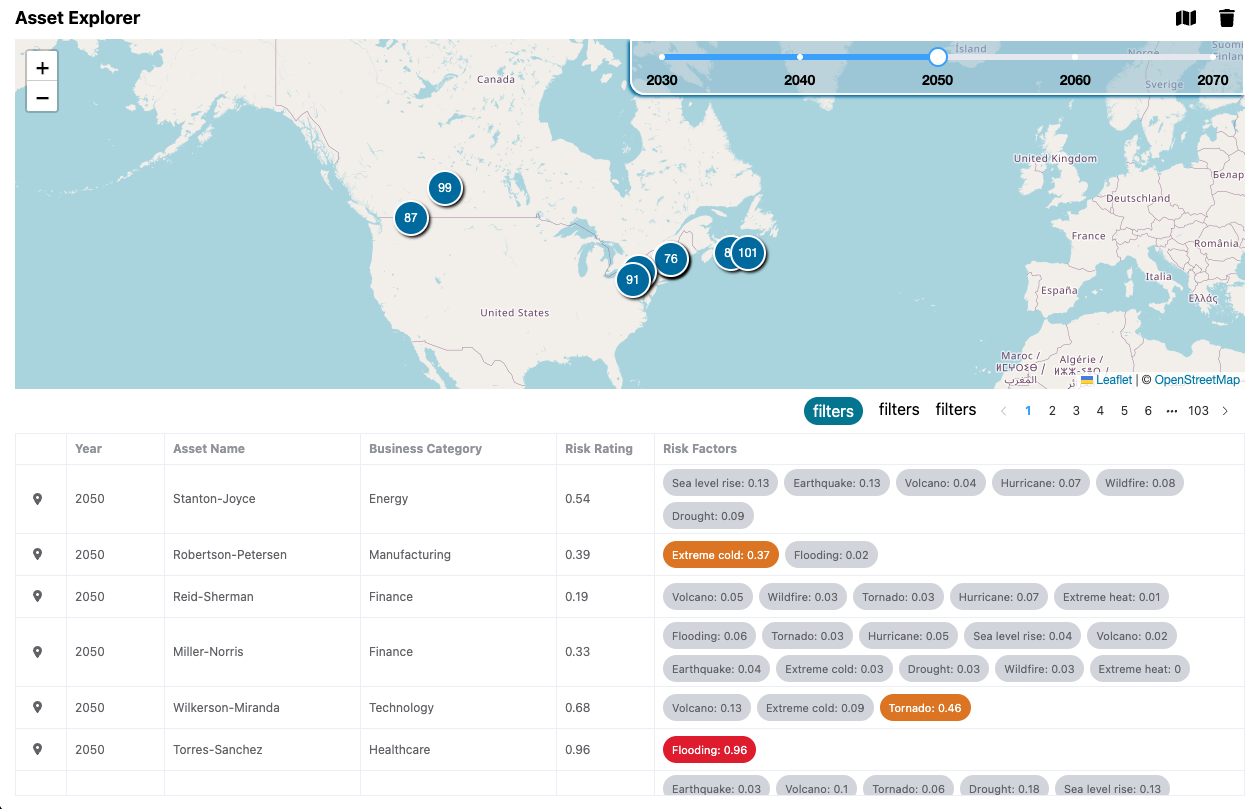 Asset Explorer
+
−
Canada
Ísland
Norge
Suomi
Sverige
2030 2040 2050 2060 2070
United Kingdom
Deutschland
France
România
Italia
España
United States
Maroc /
Algérie /
99
87
76
101
91
Leaflet | © OpenStreetMap
filters filters filters 1 2 3 4 5 6 ••• 103
Year Asset Name Business Category Risk Rating Risk Factors
2050 Stanton-Joyce Energy 0.54 Sea level rise: 0.13 Earthquake: 0.13 Volcano: 0.04 Hurricane: 0.07 Wildfire: 0.08
Drought: 0.09
2050 Robertson-Petersen Manufacturing 0.39 Extreme cold: 0.37 Flooding: 0.02
2050 Reid-Sherman Finance 0.19 Volcano: 0.05 Wildfire: 0.03 Tornado: 0.03 Hurricane: 0.07 Extreme heat: 0.01
2050 Miller-Norris Finance 0.33 Flooding: 0.06 Tornado: 0.03 Hurricane: 0.05 Sea level rise: 0.04 Volcano: 0.02
Earthquake: 0.04 Extreme cold: 0.03 Drought: 0.03 Wildfire: 0.03 Extreme heat: 0
2050 Wilkerson-Miranda Technology 0.68 Volcano: 0.13 Extreme cold: 0.09 Tornado: 0.46
2050 Torres-Sanchez Healthcare 0.96 Flooding: 0.96
Earthquake: 0.03 Volcano: 0.1 Tornado: 0.06 Drought: 0.18 Sea level rise: 0.13